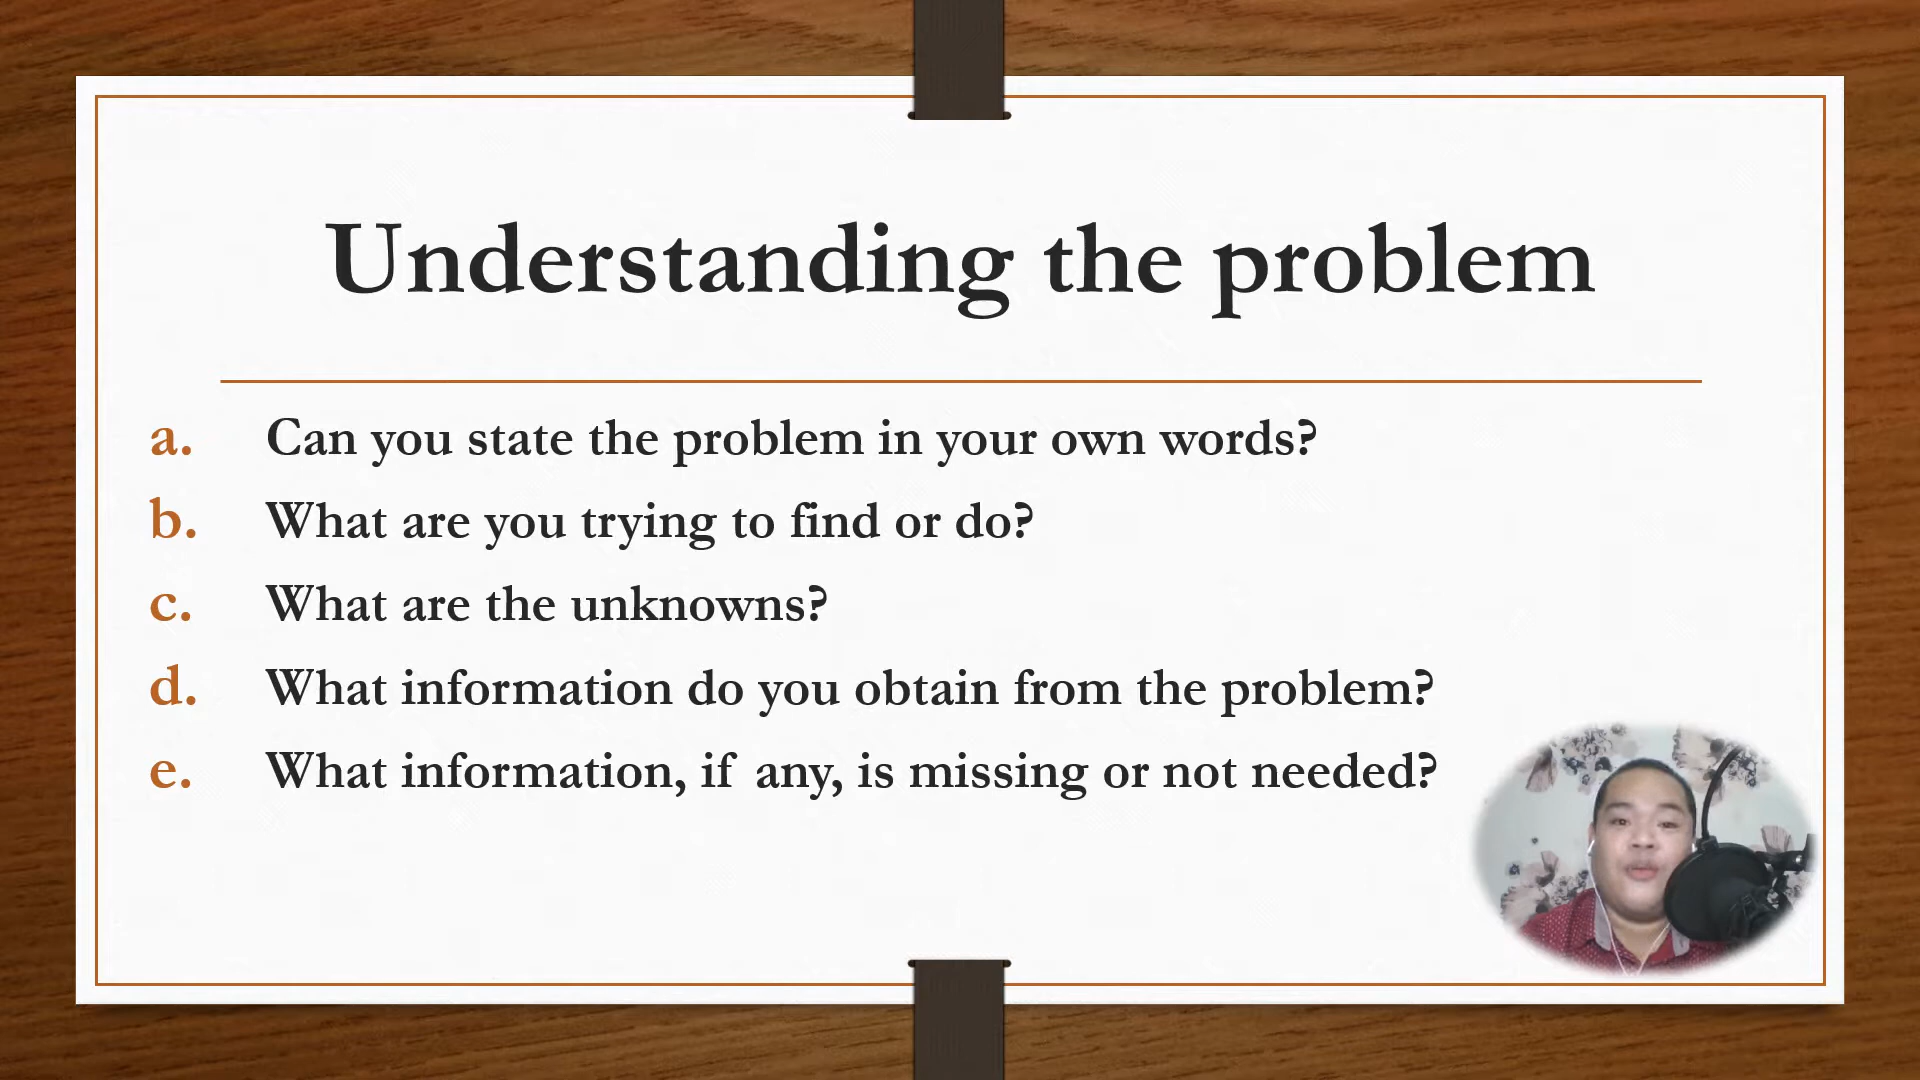 Understanding the problem
a. Can you state the problem in your own words?
b. What are you trying to find or do?
c. What are the unknowns?
d. What information do you obtain from the problem?
e. What information, if any, is missing or not needed?